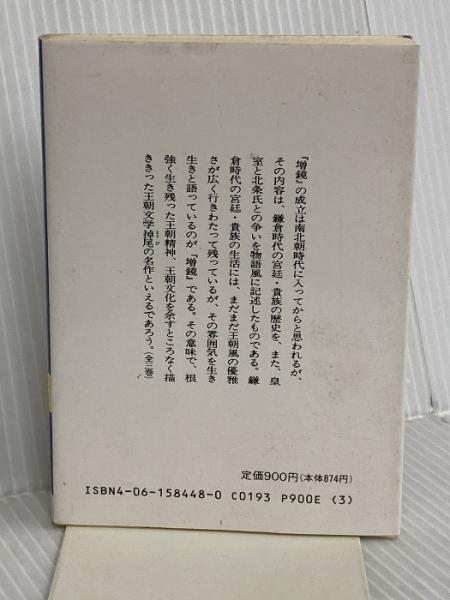 『増鏡』の成立は南北朝時代に入ってからと思われるが、
その内容は、鎌倉時代の宮廷・貴族の歴史を、また、皇
室と北条氏との争いを物語風に記述したものである。鎌
倉時代の宮廷・貴族の生活には、まだまだ王朝風の優雅
さが広く行きわたって残っているが、その雰囲気を生き
生きと語っているのが『増鏡』である。その意味で、根
強く生き残った王朝精神、王朝文化を余すところなく描
ききった王朝文学掉尾の名作といえるであろう。(全三巻)
定価900円(本体874円)
ISBN4-06-158448-0 C0193 P900E (3)